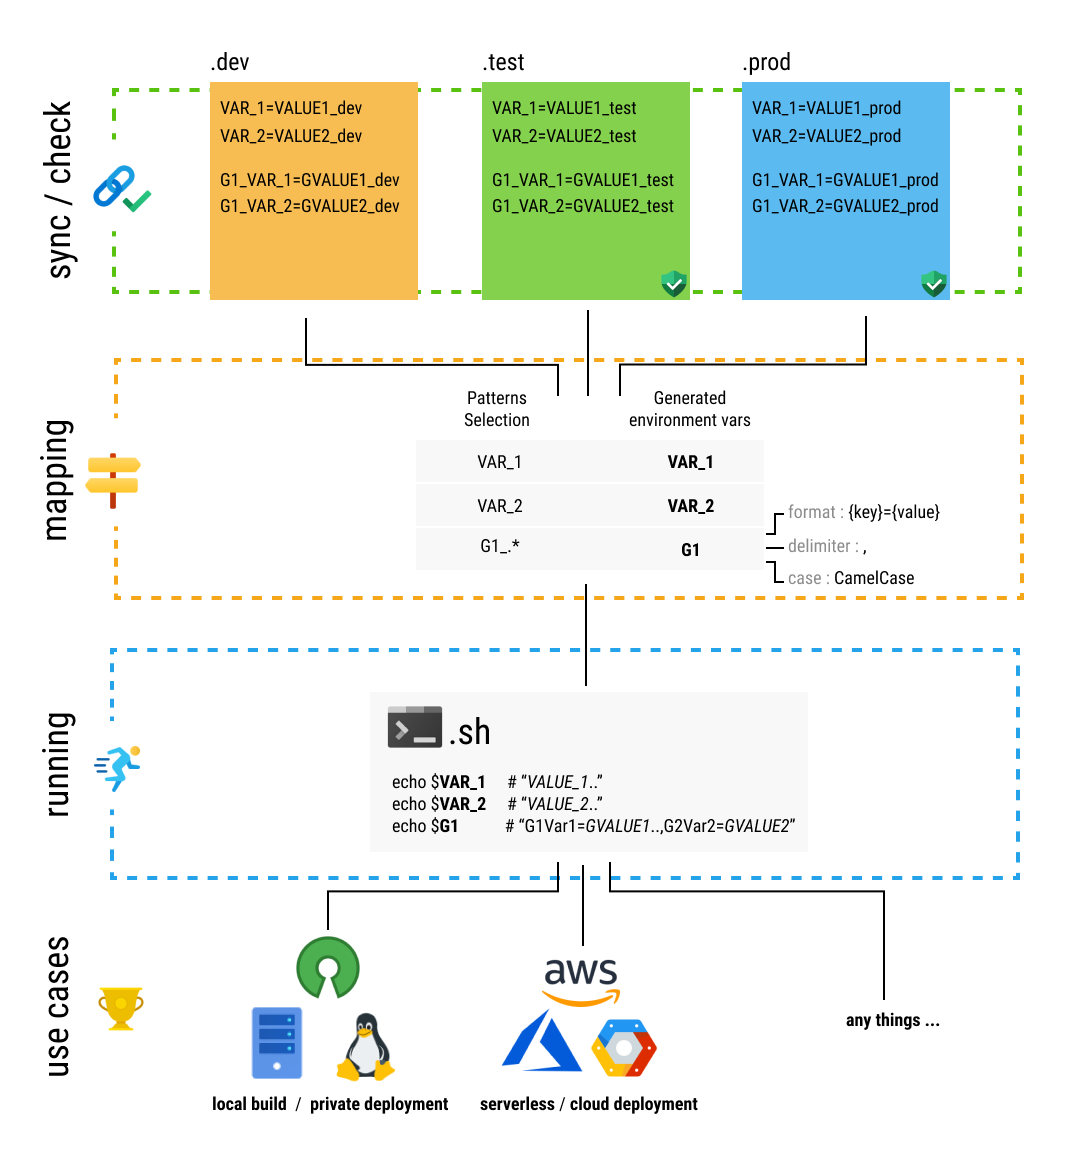 .dev
.test
.prod
sync / check
VAR_1=VALUE1_dev
VAR_2=VALUE2_dev
G1_VAR_1=GVALUE1_dev
G1_VAR_2=GVALUE2_dev
VAR_1=VALUE1_test
VAR_2=VALUE2_test
G1_VAR_1=GVALUE1_test
G1_VAR_2=GVALUE2_test
VAR_1=VALUE1_prod
VAR_2=VALUE2_prod
G1_VAR_1=GVALUE1_prod
G1_VAR_2=GVALUE2_prod
mapping
Patterns
Selection
Generated
environment vars
VAR_1
VAR_1
VAR_2
VAR_2
G1_.*
G1
format : {key}={value}
delimiter : ,
case : CamelCase
running
.sh
echo $VAR_1 # “VALUE_1..”
echo $VAR_2 # “VALUE_2..”
echo $G1 # “G1Var1=GVALUE1..,G2Var2=GVALUE2”
use cases
aws
any things ...
local build / private deployment
serverless / cloud deployment